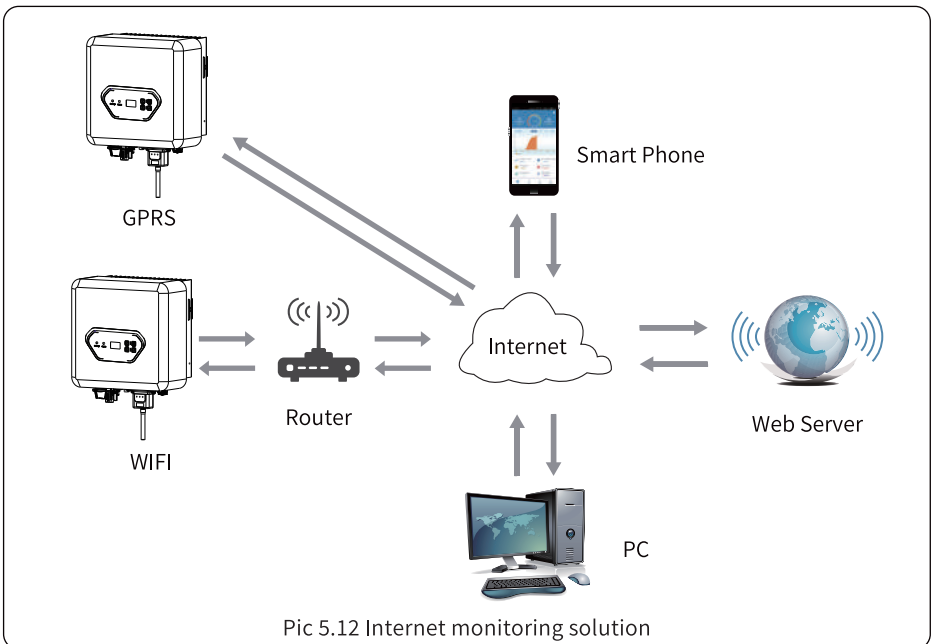 GPRS
Smart Phone
Internet
Router
WIFI
Web Server
PC
Pic 5.12 Internet monitoring solution